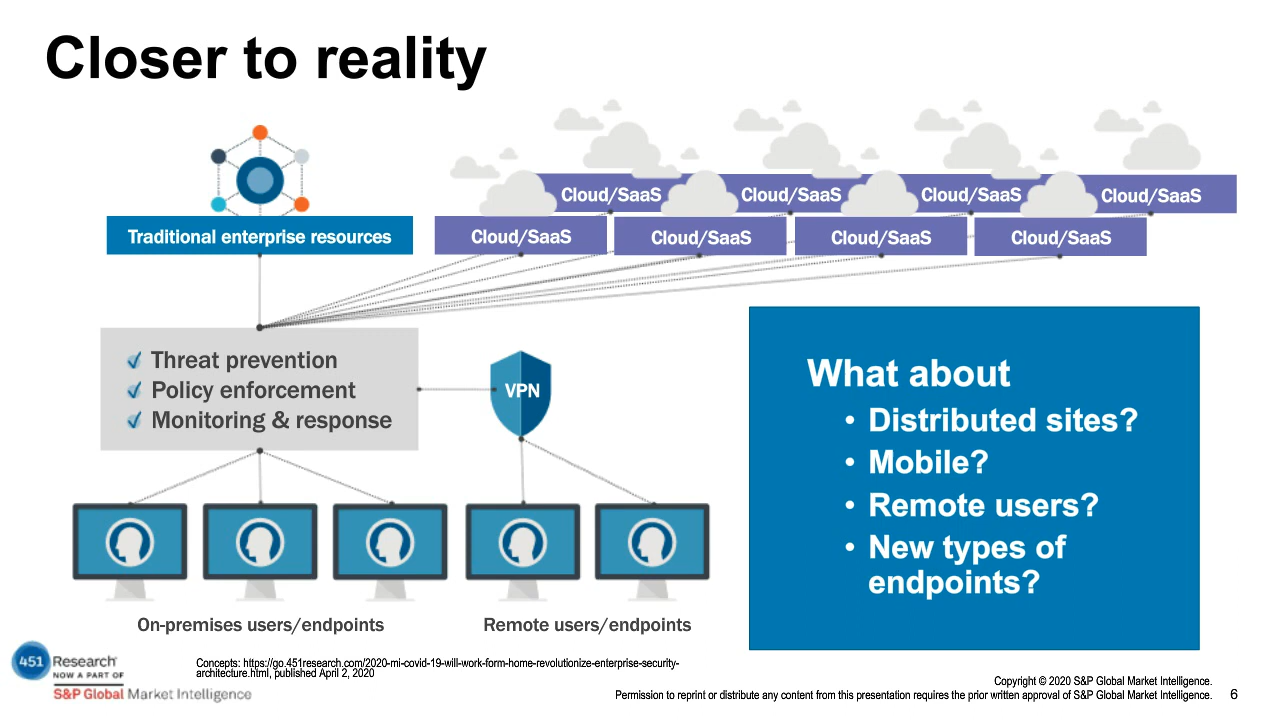 Closer to reality
Cloud/SaaS
Cloud/SaaS
Cloud/SaaS
Cloud/SaaS
Traditional enterprise resources
Cloud/SaaS
Cloud/SaaS
Cloud/SaaS
Cloud/SaaS
Threat prevention
Policy enforcement
Monitoring & response
VPN
What about
• Distributed sites?
• Mobile?
• Remote users?
• New types of
endpoints?
On-premises users/endpoints
Remote users/endpoints
451 Research
NOW A PART OF
S&P Global Market Intelligence
Concepts: https://go.451research.com/2020-mi-covid-19-will-work-form-home-revolutionize-enterprise-security-
architecture.html, published April 2, 2020
Copyright © 2020 S&P Global Market Intelligence.
Permission to reprint or distribute any content from this presentation requires the prior written approval of S&P Global Market Intelligence.
6